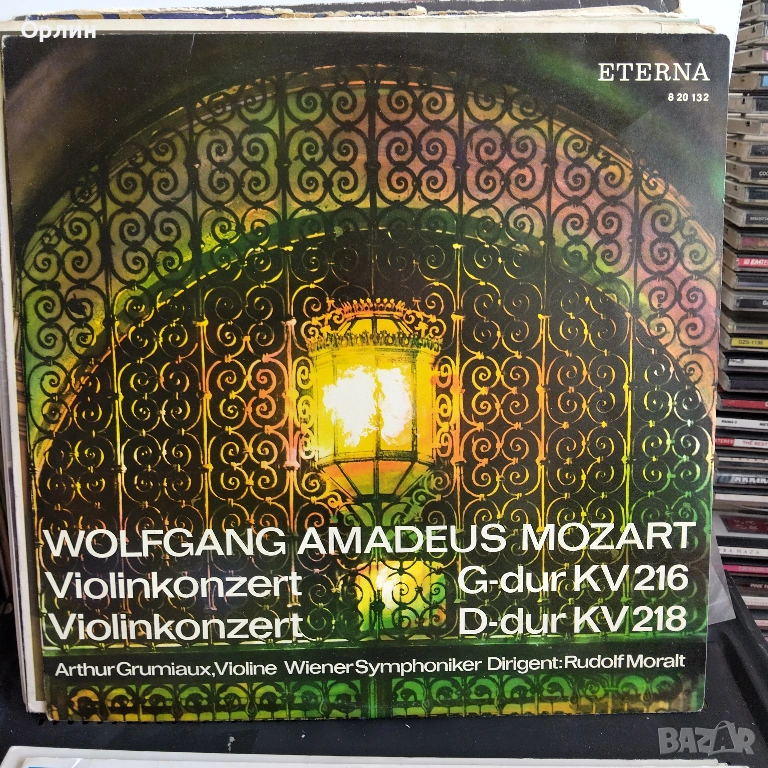 Орлин
ETERNA
8 20 132
WOLFGANG AMADEUS MOZART
Violinkonzert G-dur KV 216
Violinkonzert D-dur KV 218
Arthur Grumiaux, Violine Wiener Symphoniker Dirigent: Rudolf Moralt
BAZAR